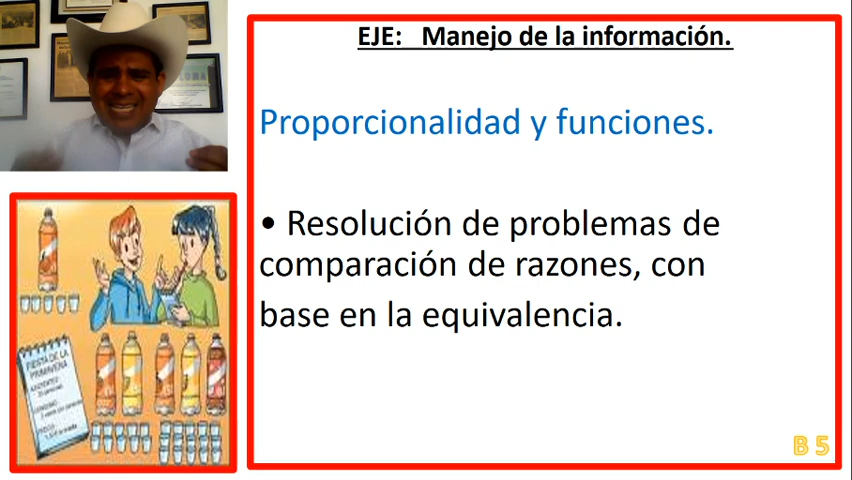 EJE: Manejo de la información.
Proporcionalidad y funciones.
• Resolución de problemas de
comparación de razones, con
base en la equivalencia.
FIESTA DE LA
PRIMAVERA
B 5